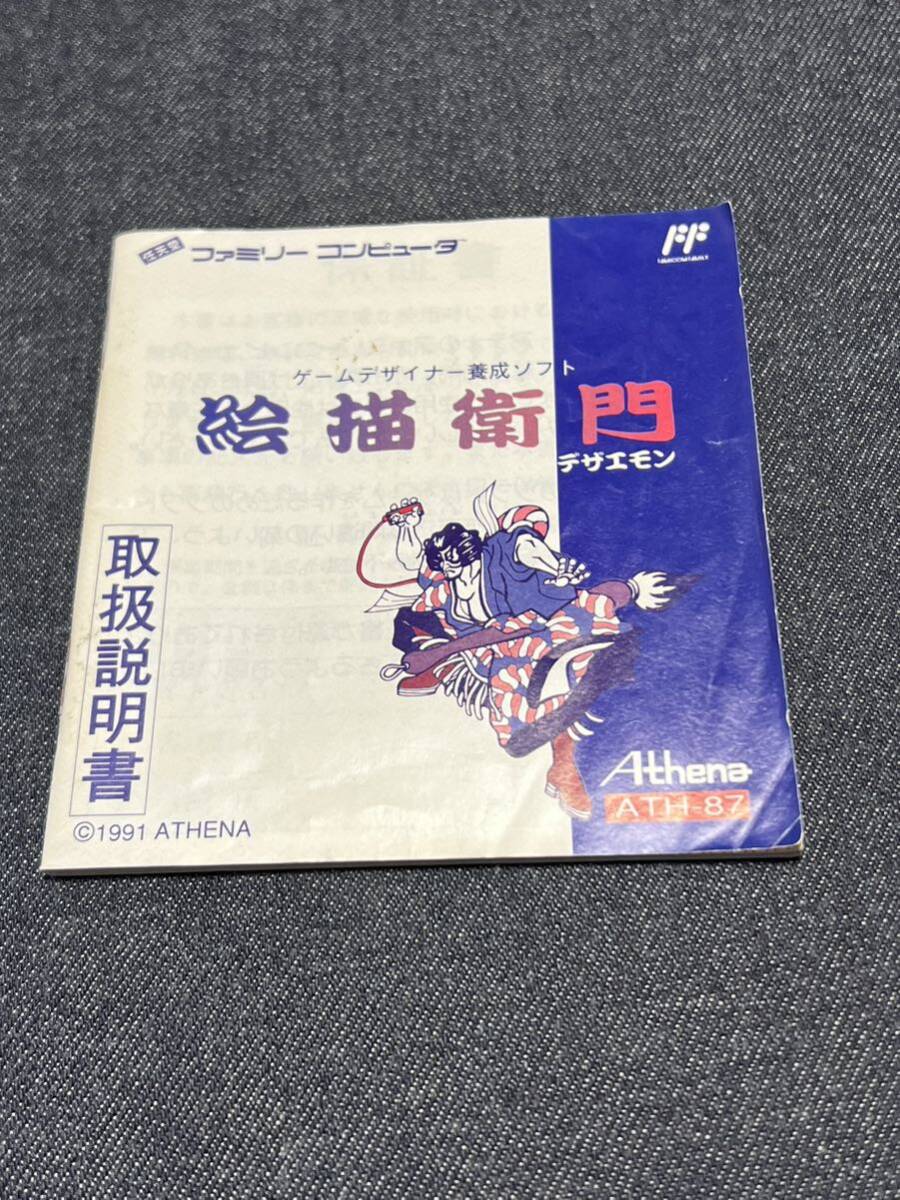 任天堂 ファミリー コンピュータ
FF
ゲームデザイナー養成ソフト
絵描衛門
デザエモン
取扱説明書
©1991 ATHENA
Athena
ATH-87